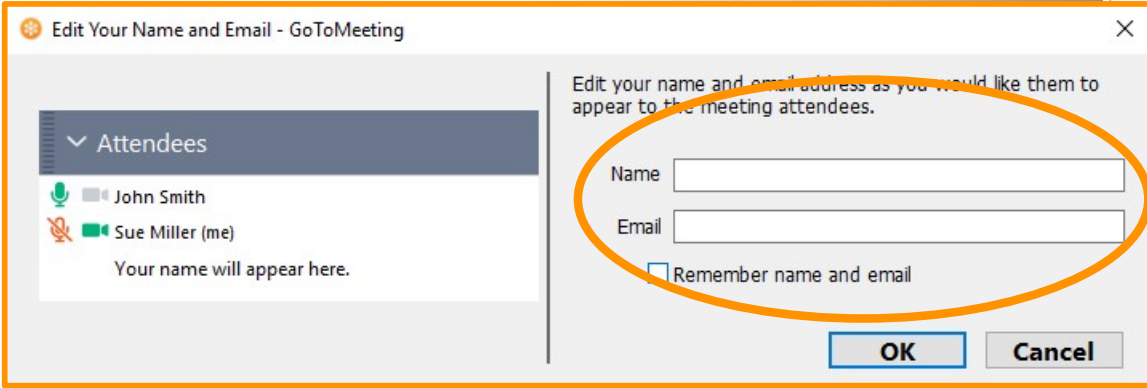 Edit Your Name and Email - GoToMeeting
Attendees
John Smith
Sue Miller (me)
Your name will appear here.
Edit your name and email address as you would like them to
appear to the meeting attendees.
Name
Email
Remember name and email
OK
Cancel